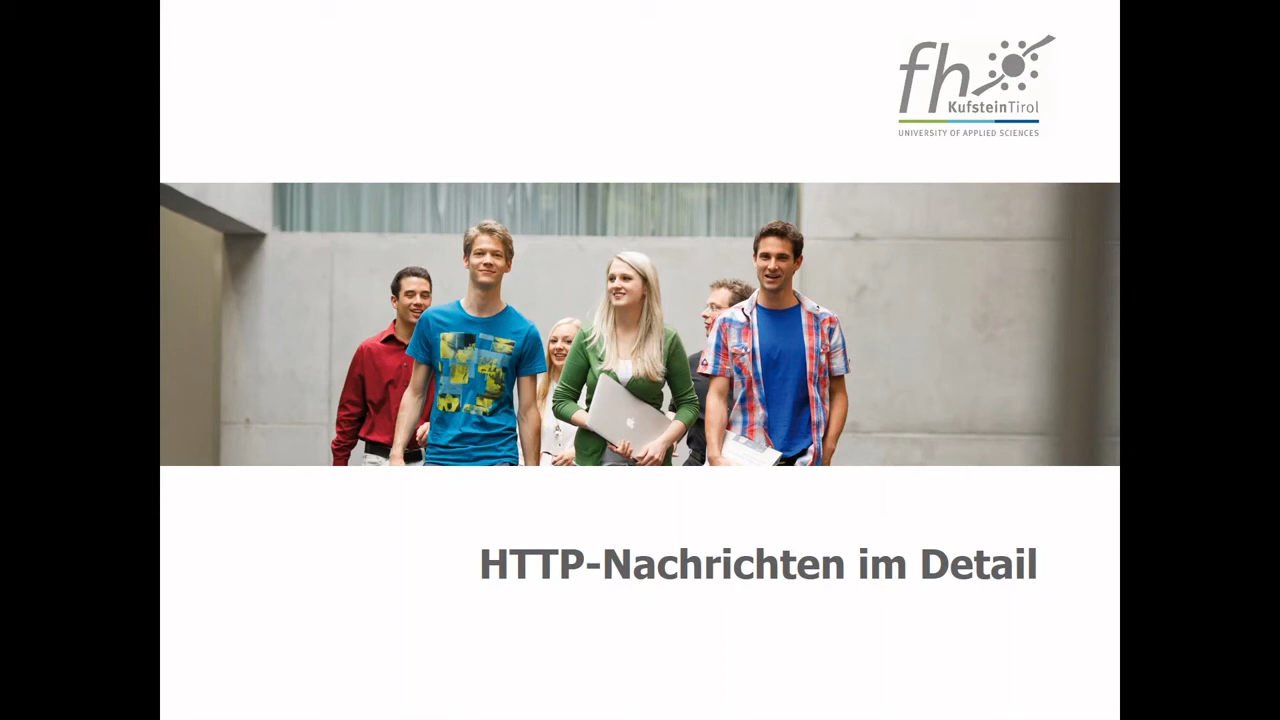 fh
KufsteinTirol
UNIVERSITY OF APPLIED SCIENCES
HTTP-Nachrichten im Detail